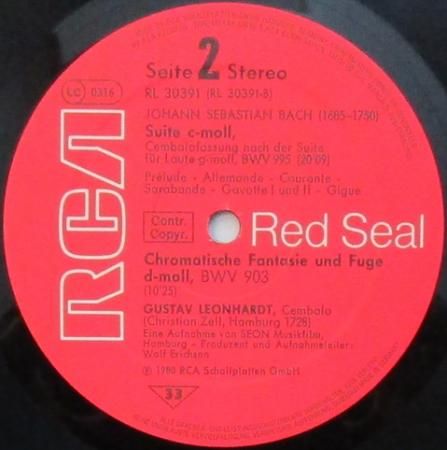 Seite 2 Stereo
RL 30391 (RL 30391-B)
LC 0316
JOHANN SEBASTIAN BACH (1685-1750)
Suite c-moll,
Cembalofassung nach der Suite
für Laute g-moll, BWV 995 (20'09)
Prélude - Allemande - Courante -
Sarabande - Gavotte I und II - Gigue
Contr.
Copyr.
RCA Red Seal
Chromatische Fantasie und Fuge
d-moll, BWV 903
(10'25)
GUSTAV LEONHARDT, Cembalo
(Christian Zell, Hamburg 1728)
Eine Aufnahme von SEON Musikfilm,
Hamburg - Produzent und Aufnahmeleiter:
Wolf Erichson
℗ 1980 RCA Schallplatten GmbH
33